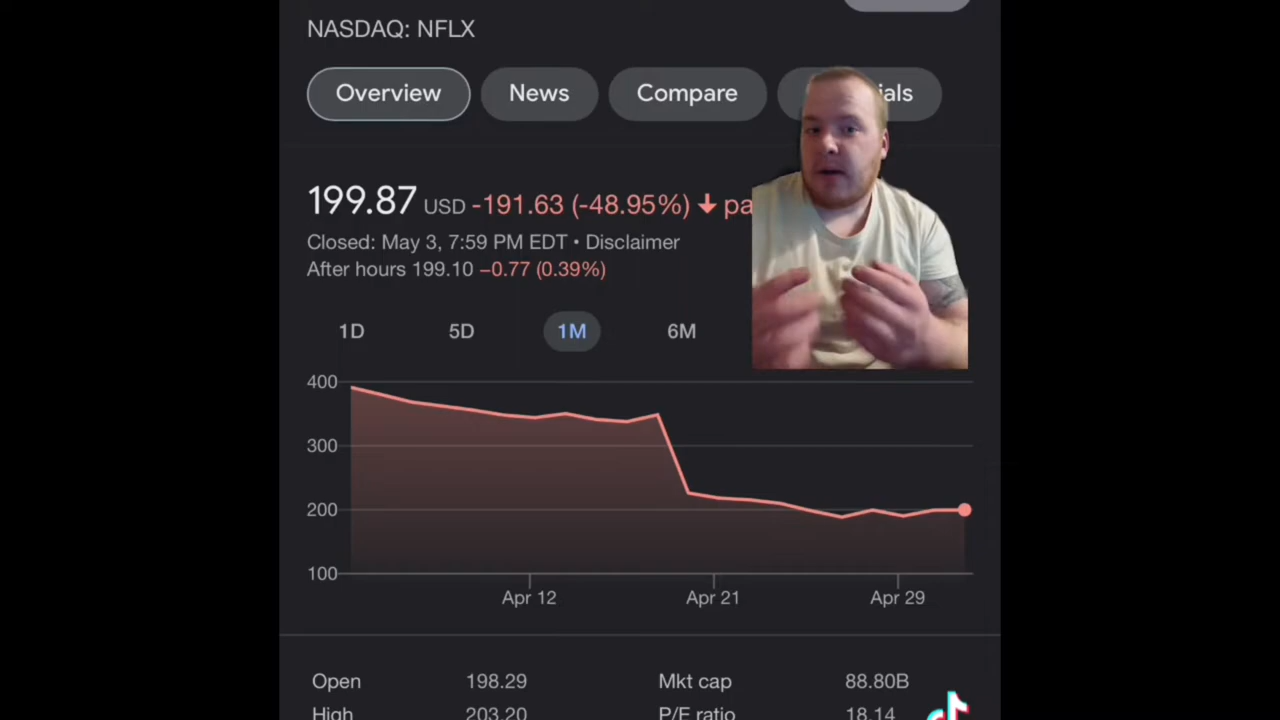 NASDAQ: NFLX
Overview News Compare ials
199.87 USD -191.63 (-48.95%) ↓ pa
Closed: May 3, 7:59 PM EDT • Disclaimer
After hours 199.10 −0.77 (0.39%)
1D 5D 1M 6M
400
300
200
100
Apr 12 Apr 21 Apr 29
Open 198.29 Mkt cap 88.80B
High 203.20 P/E ratio 18.14